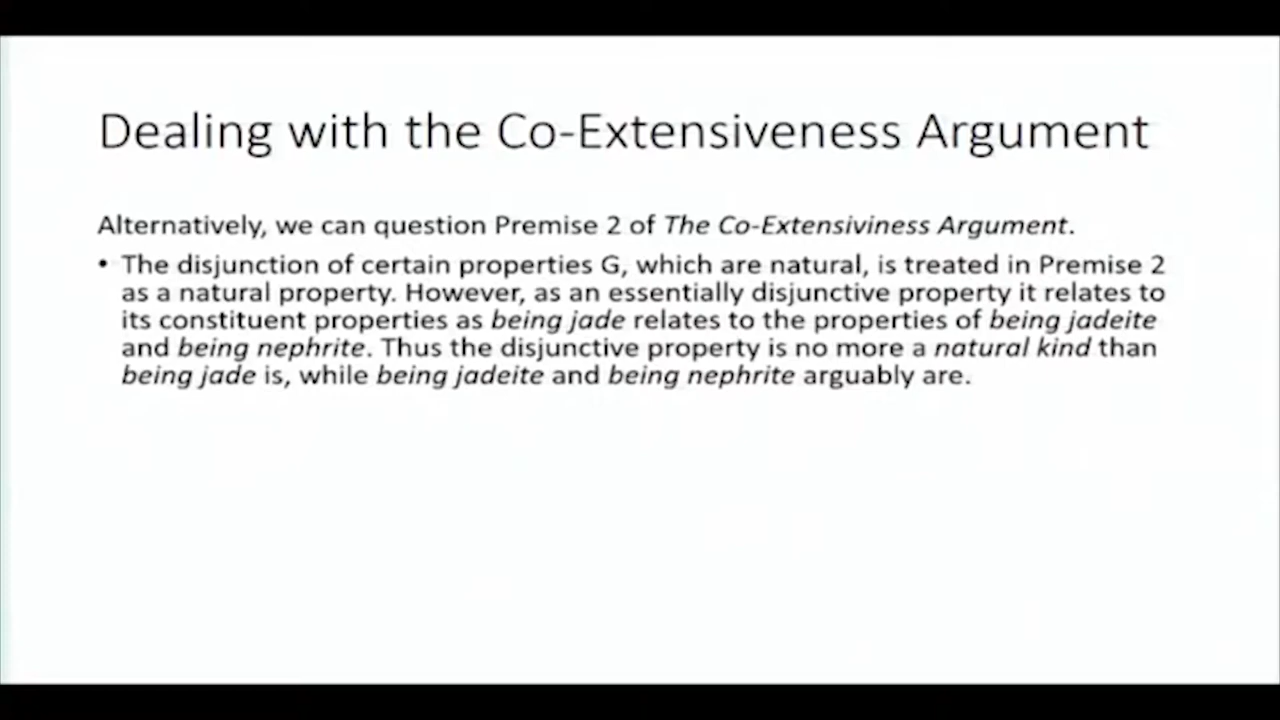 Dealing with the Co-Extensiveness Argument
Alternatively, we can question Premise 2 of The Co-Extensiviness Argument.
• The disjunction of certain properties G, which are natural, is treated in Premise 2
as a natural property. However, as an essentially disjunctive property it relates to
its constituent properties as being jade relates to the properties of being jadeite
and being nephrite. Thus the disjunctive property is no more a natural kind than
being jade is, while being jadeite and being nephrite arguably are.